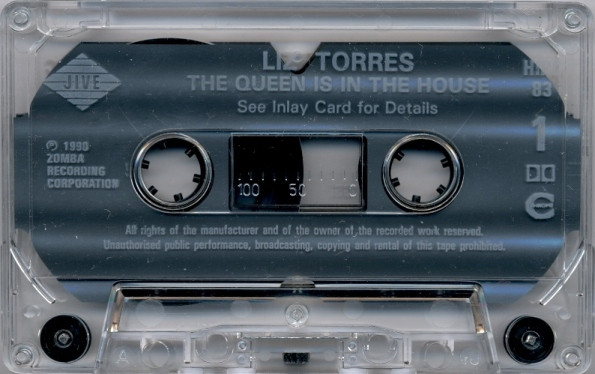 JIVE
TORRES
THE QUEEN IS IN THE HOUSE
See Inlay Card for Details
83
℗ 1990
ZOMBA
RECORDING
CORPORATION
1
100 50 0
All rights of the manufacturer and of the owner of the recorded work reserved.
Unauthorised public performance, broadcasting, copying and rental of this tape prohibited.
A